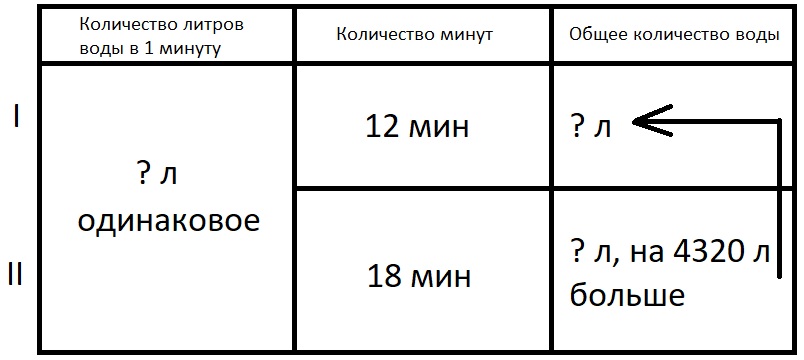 Количество литров
воды в 1 минуту
Количество минут
Общее количество воды
I
? л
одинаковое
12 мин
? л
II
18 мин
? л, на 4320 л
больше